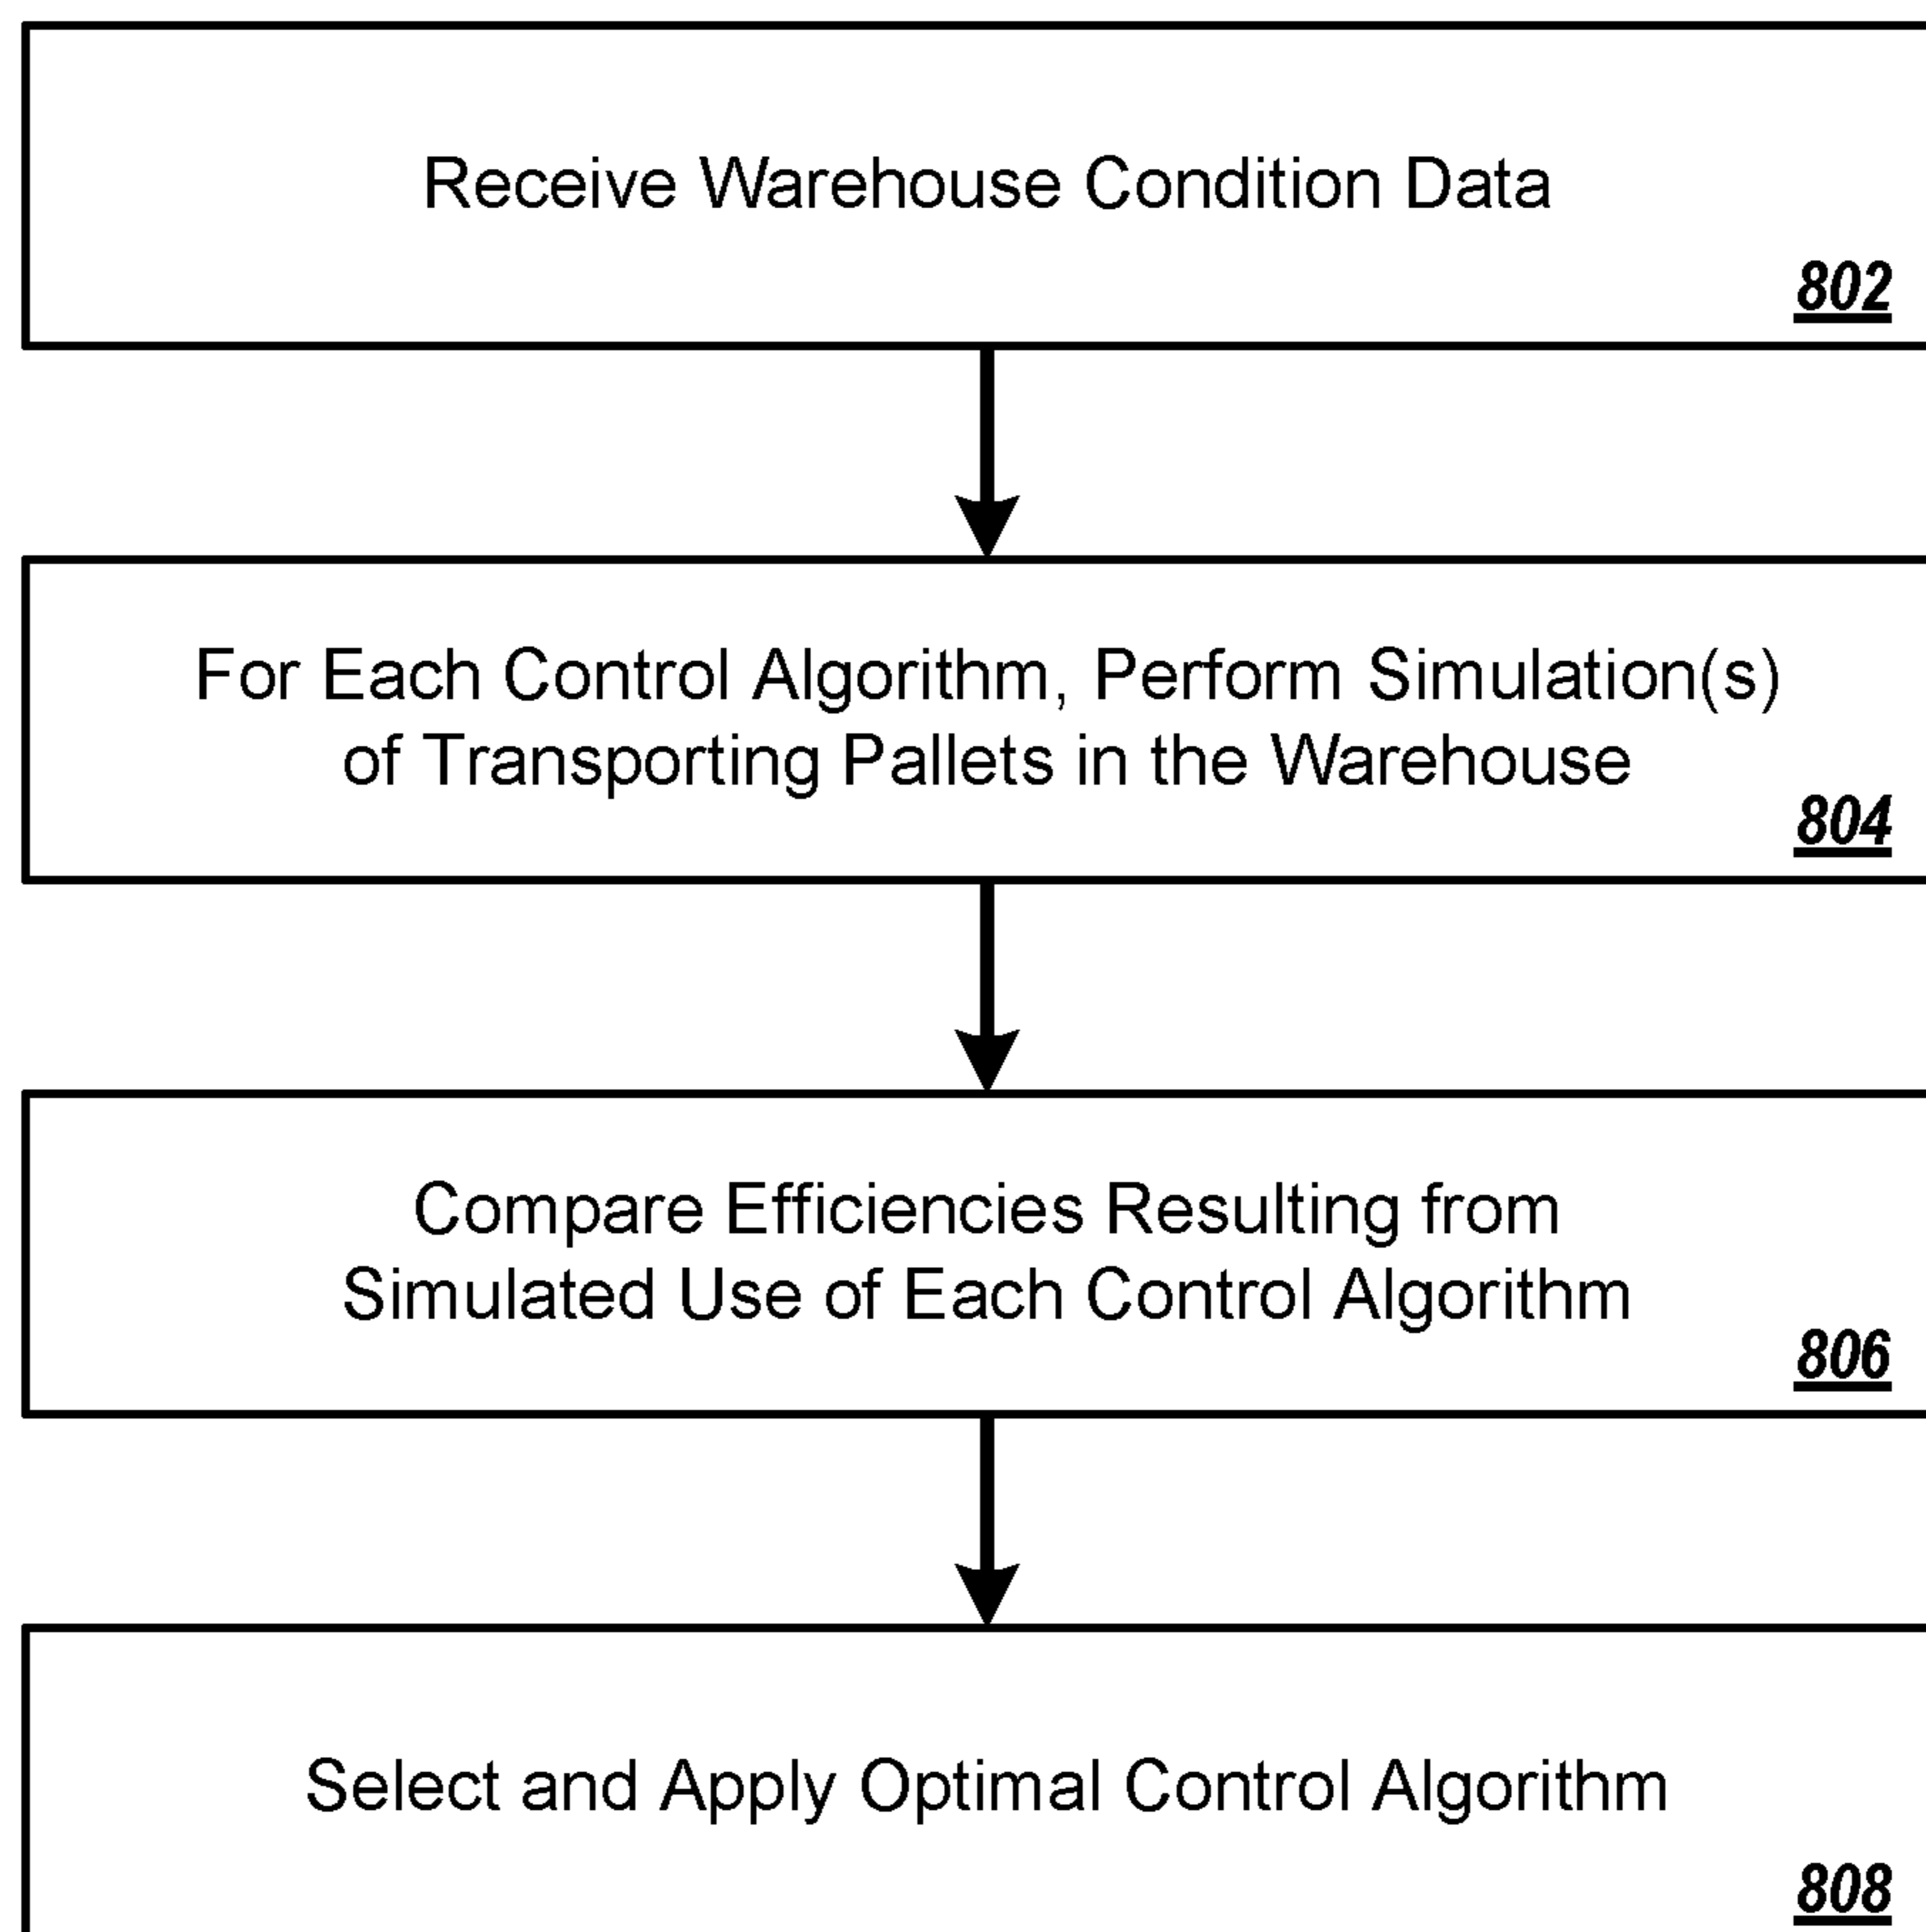 Receive Warehouse Condition Data
802
For Each Control Algorithm, Perform Simulation(s)
of Transporting Pallets in the Warehouse
804
Compare Efficiencies Resulting from
Simulated Use of Each Control Algorithm
806
Select and Apply Optimal Control Algorithm
808